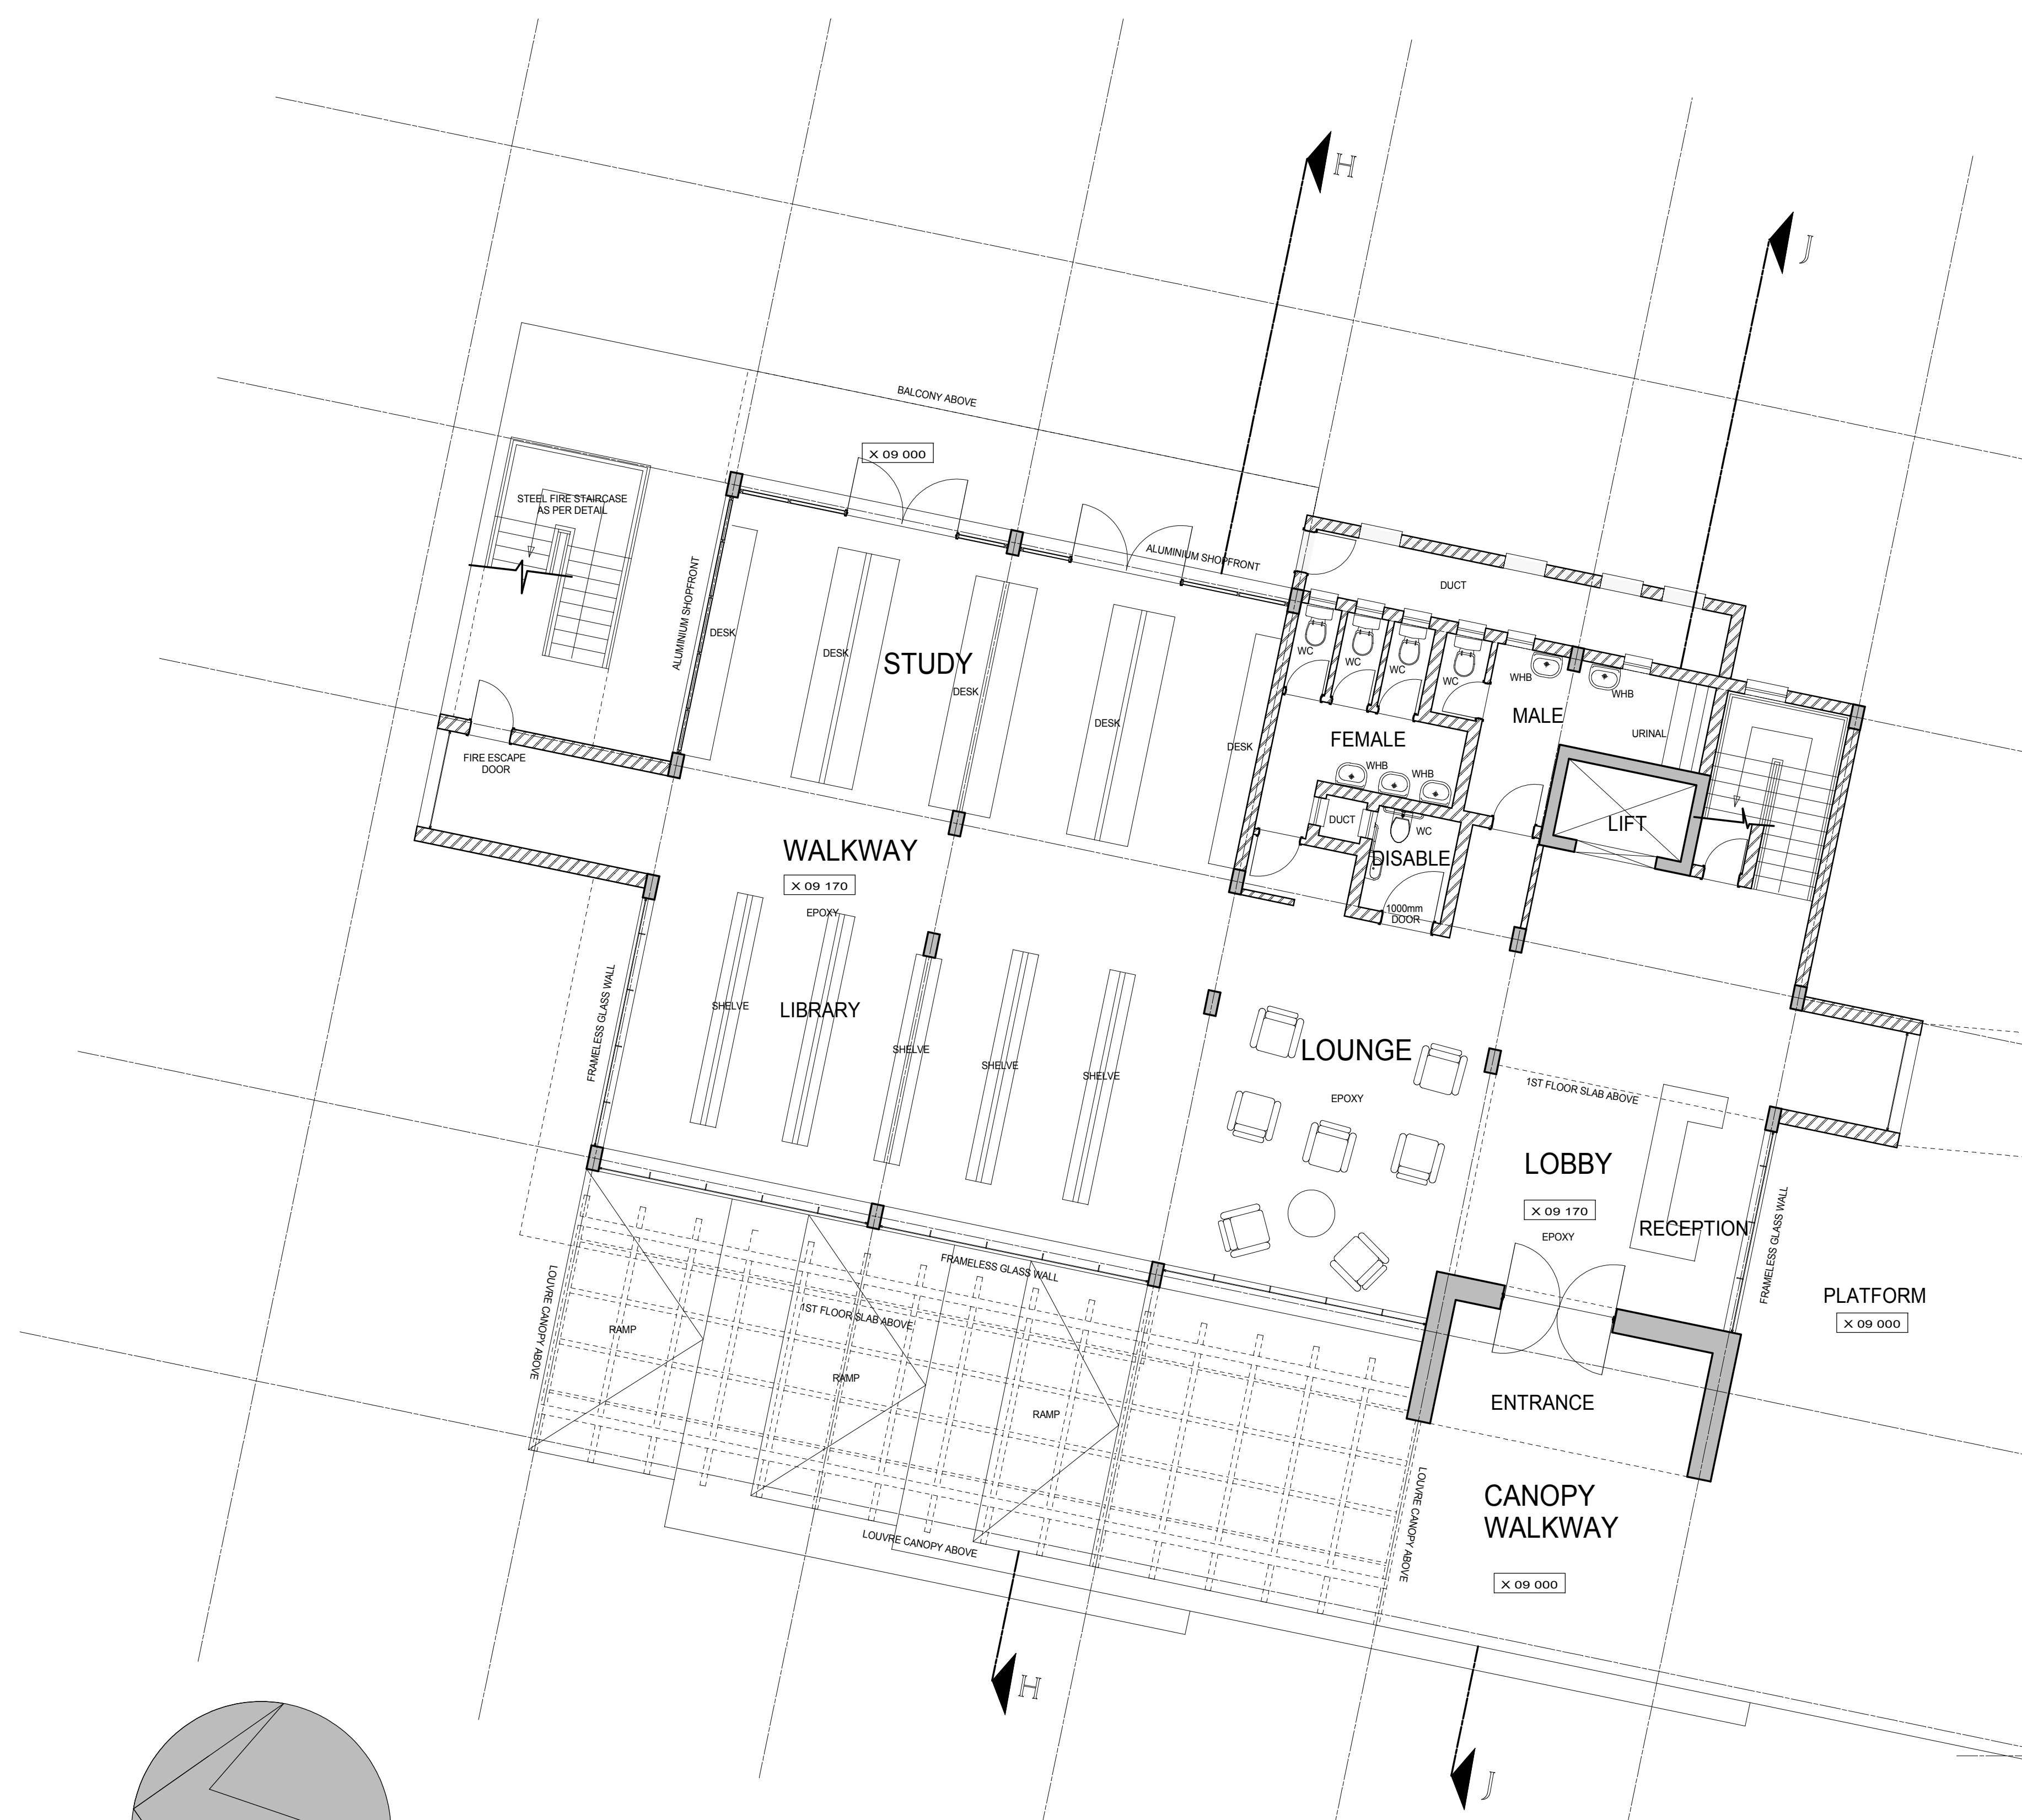 H
J
BALCONY ABOVE
X 09 000
STEEL FIRE STAIRCASE
AS PER DETAIL
ALUMINIUM SHOPFRONT
ALUMINIUM SHOPFRONT
DUCT
DESK
DESK
STUDY
DESK
DESK
DESK
WC
WC
WC
WC
WHB
WHB
MALE
URINAL
FEMALE
WHB
WHB
FIRE ESCAPE
DOOR
DUCT
WC
LIFT
DISABLE
WALKWAY
X 09 170
EPOXY
1000mm
DOOR
FRAMELESS GLASS WALL
SHELVE
LIBRARY
SHELVE
SHELVE
SHELVE
LOUNGE
EPOXY
1ST FLOOR SLAB ABOVE
LOBBY
X 09 170
EPOXY
RECEPTION
FRAMELESS GLASS WALL
PLATFORM
X 09 000
FRAMELESS GLASS WALL
1ST FLOOR SLAB ABOVE
LOUVRE CANOPY ABOVE
RAMP
RAMP
RAMP
ENTRANCE
CANOPY
WALKWAY
X 09 000
LOUVRE CANOPY ABOVE
LOUVRE CANOPY ABOVE
H
J